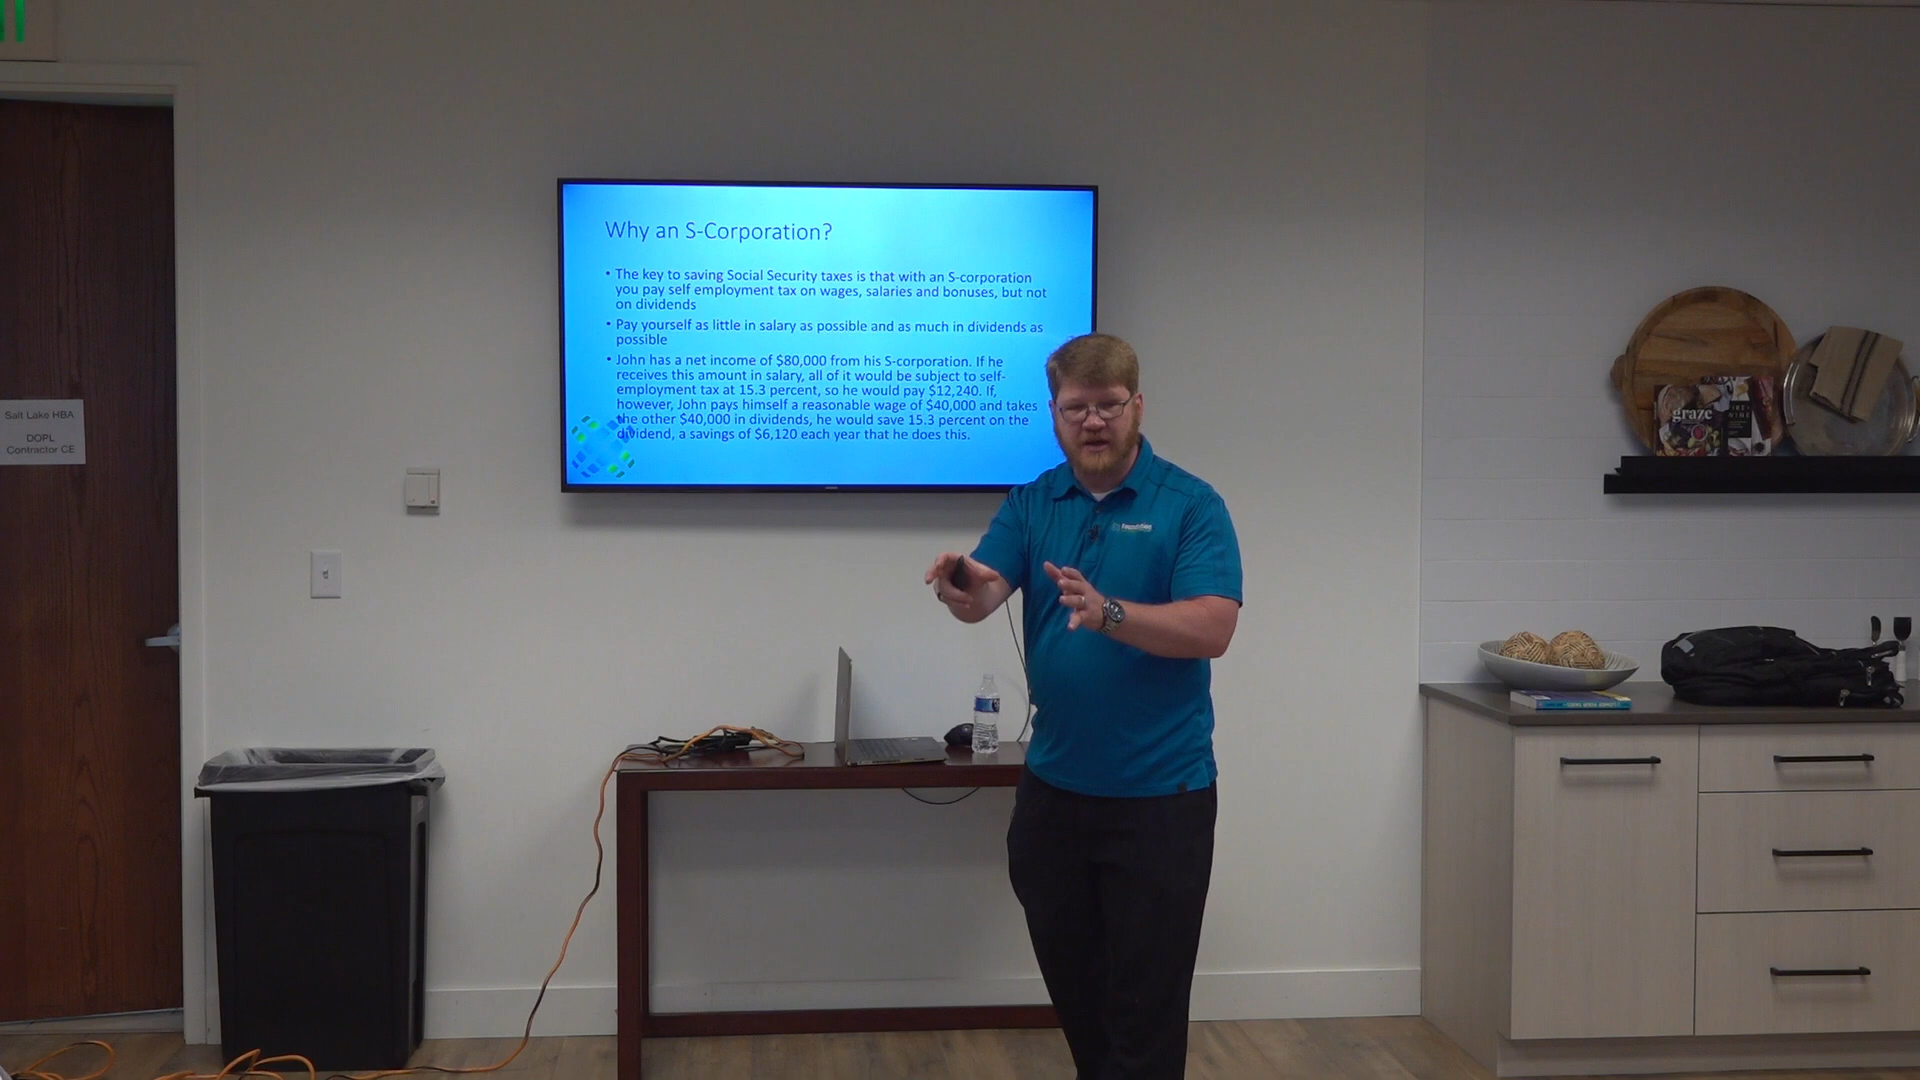 Why an S-Corporation?
• The key to saving Social Security taxes is that with an S-corporation
you pay self employment tax on wages, salaries and bonuses, but not
on dividends
• Pay yourself as little in salary as possible and as much in dividends as
possible
• John has a net income of $80,000 from his S-corporation. If he
receives this amount in salary, all of it would be subject to self-
employment tax at 15.3 percent, so he would pay $12,240. If,
however, John pays himself a reasonable wage of $40,000 and takes
the other $40,000 in dividends, he would save 15.3 percent on the
dividend, a savings of $6,120 each year that he does this.
Salt Lake HBA
DOPL
Contractor CE
graze
foundation